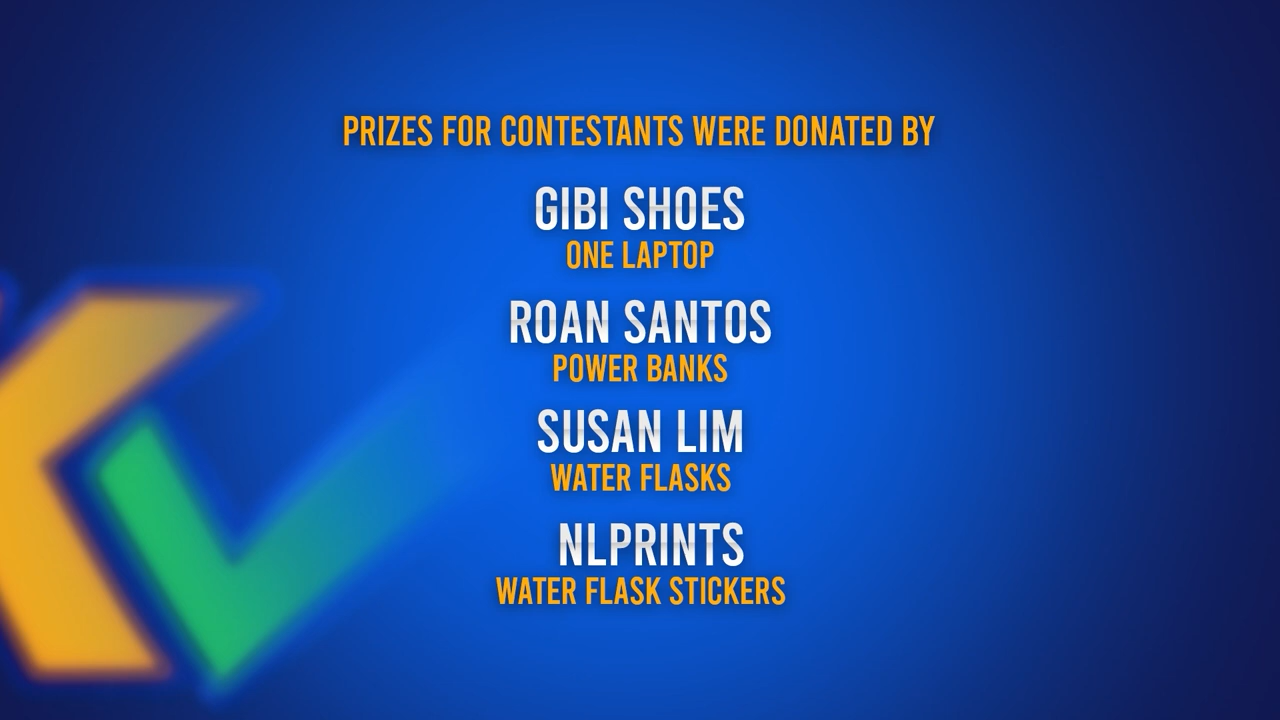 PRIZES FOR CONTESTANTS WERE DONATED BY
GIBI SHOES
ONE LAPTOP
ROAN SANTOS
POWER BANKS
SUSAN LIM
WATER FLASKS
NLPRINTS
WATER FLASK STICKERS